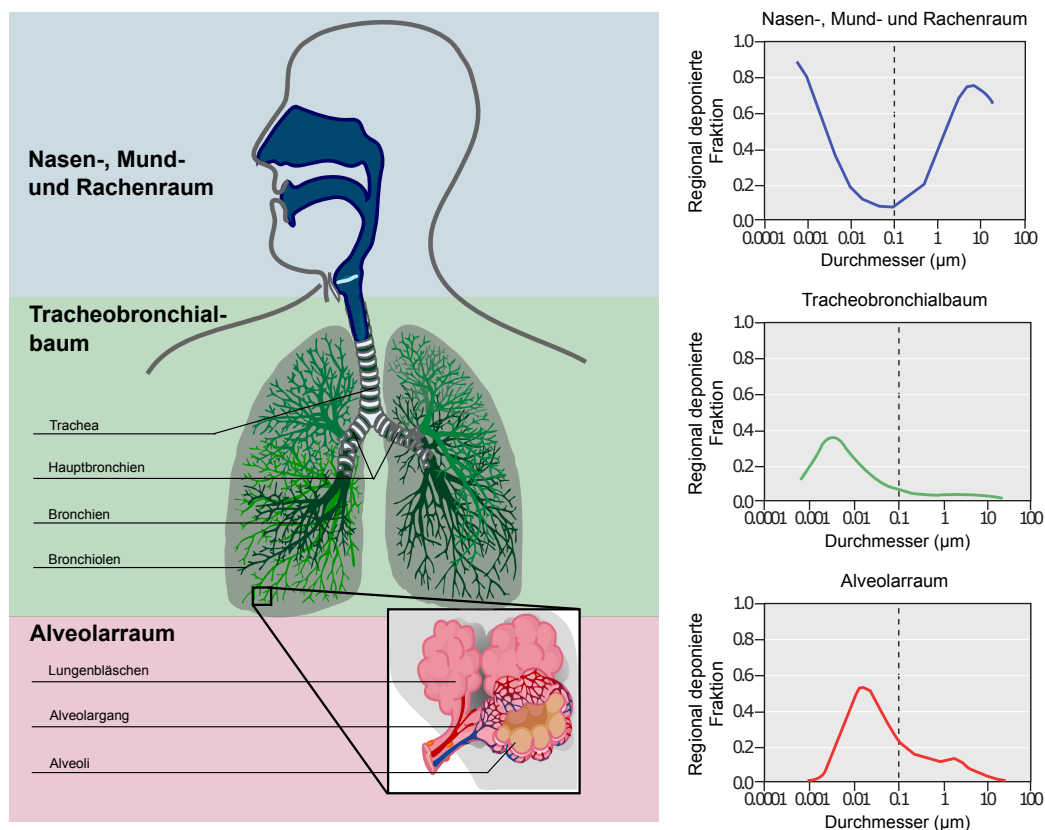 Nasen-, Mund-
und Rachenraum
Tracheobronchial-
baum
Trachea
Hauptbronchien
Bronchien
Bronchiolen
Alveolarraum
Lungenbläschen
Alveolargang
Alveoli
Nasen-, Mund- und Rachenraum
Regional deponierte
Fraktion
1.0
0.8
0.6
0.4
0.2
0.0
0.0001 0.001 0.01 0.1 1 10 100
Durchmesser (µm)
Tracheobronchialbaum
Regional deponierte
Fraktion
1.0
0.8
0.6
0.4
0.2
0.0
0.0001 0.001 0.01 0.1 1 10 100
Durchmesser (µm)
Alveolarraum
Regional deponierte
Fraktion
1.0
0.8
0.6
0.4
0.2
0.0
0.0001 0.001 0.01 0.1 1 10 100
Durchmesser (µm)